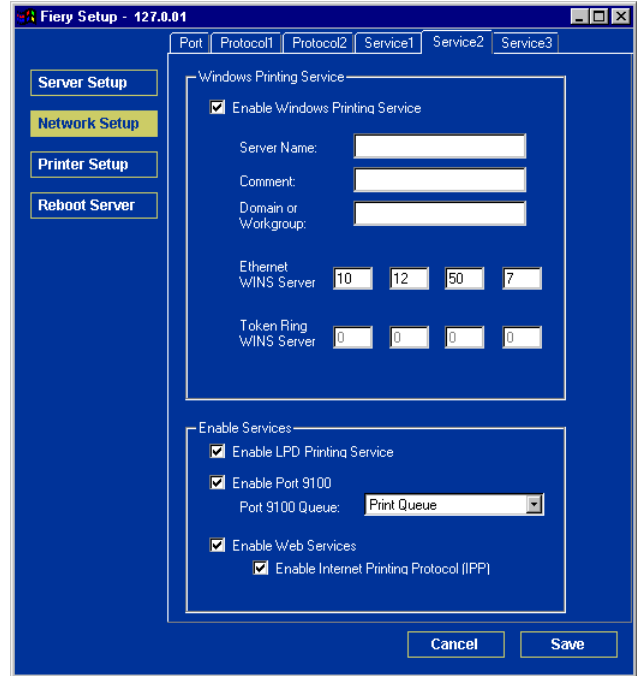 Fiery Setup - 127.0.01
Port Protocol1 Protocol2 Service1 Service2 Service3
Server Setup
Network Setup
Printer Setup
Reboot Server
Windows Printing Service
Enable Windows Printing Service
Server Name:
Comment:
Domain or
Workgroup:
Ethernet
WINS Server 10 12 50 7
Token Ring
WINS Server 0 0 0 0
Enable Services
Enable LPD Printing Service
Enable Port 9100
Port 9100 Queue: Print Queue
Enable Web Services
Enable Internet Printing Protocol (IPP)
Cancel Save